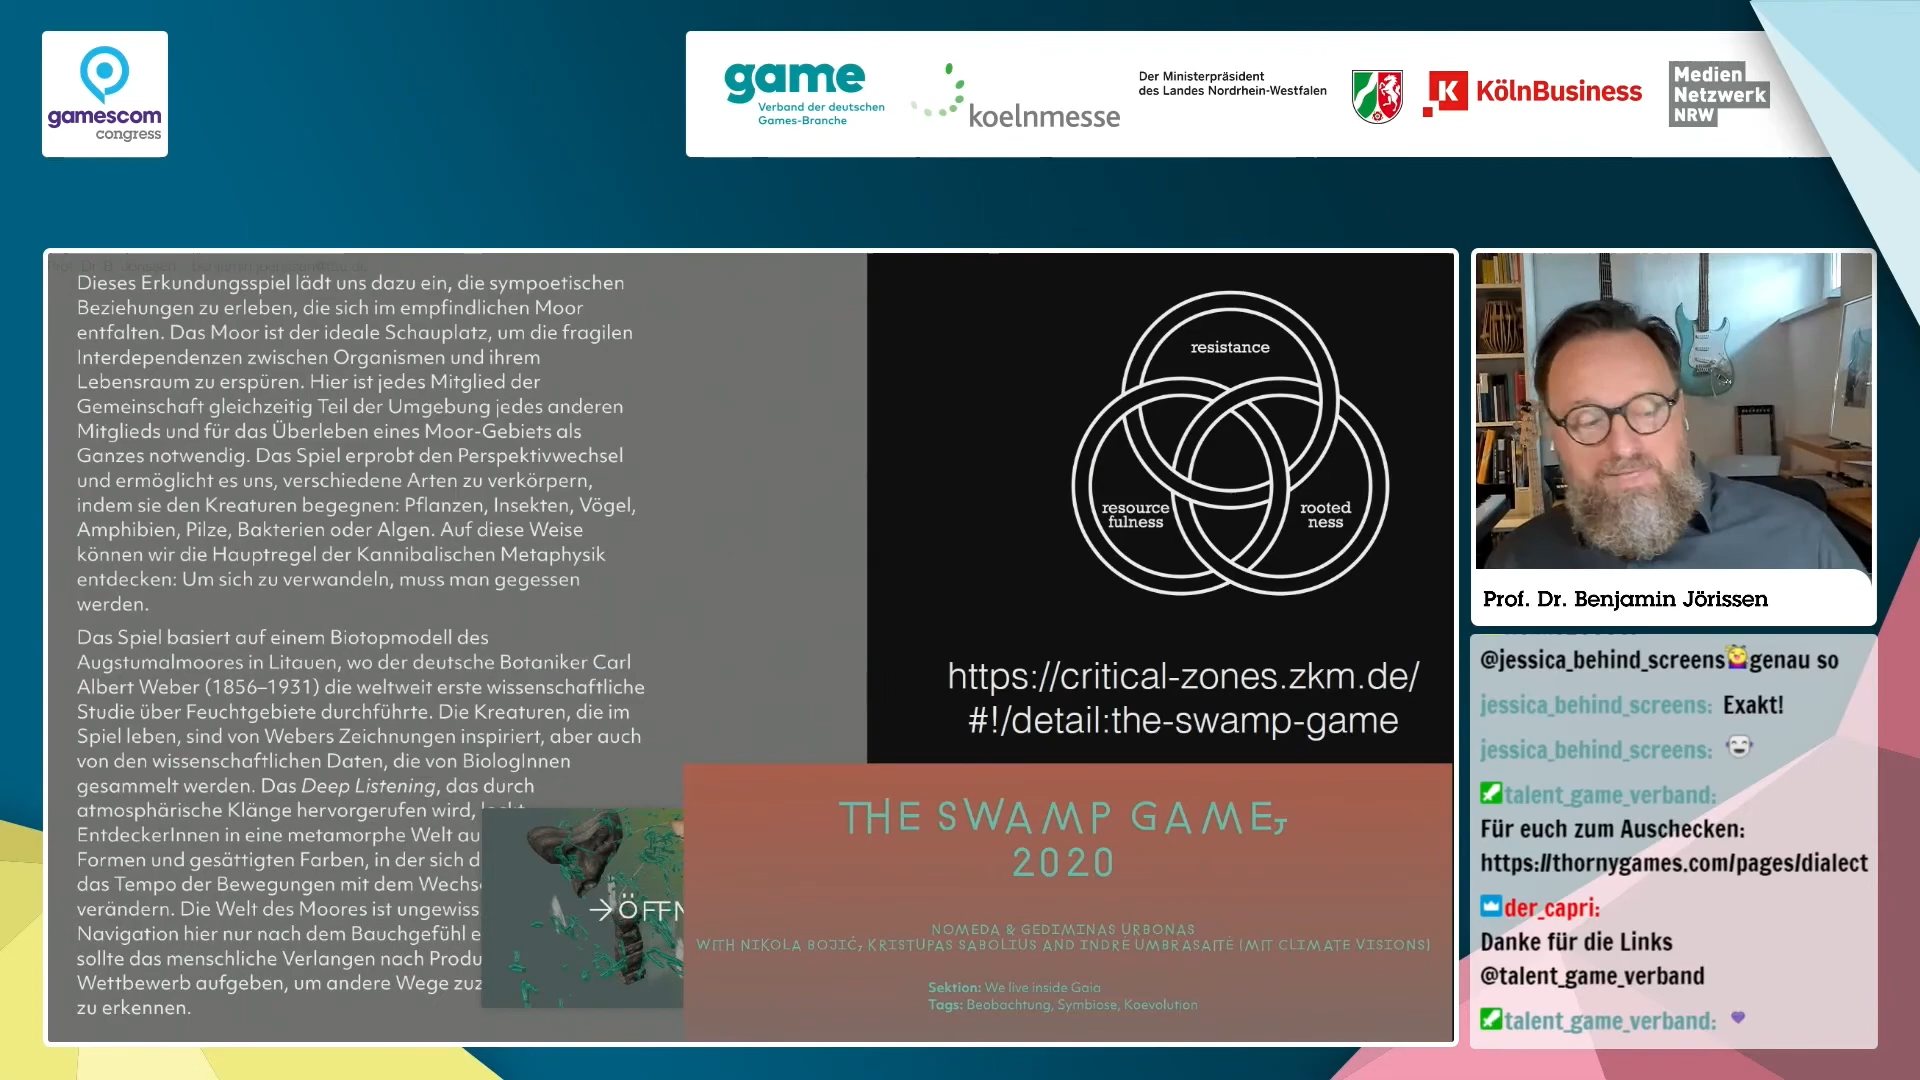 gamescom
congress
game
Verband der deutschen
Games-Branche
koelnmesse
Der Ministerpräsident
des Landes Nordrhein-Westfalen
K KölnBusiness
Medien
Netzwerk
NRW
Dieses Erkundungsspiel lädt uns dazu ein, die sympoetischen
Beziehungen zu erleben, die sich im empfindlichen Moor
entfalten. Das Moor ist der ideale Schauplatz, um die fragilen
Interdependenzen zwischen Organismen und ihrem
Lebensraum zu erspüren. Hier ist jedes Mitglied der
Gemeinschaft gleichzeitig Teil der Umgebung jedes anderen
Mitglieds und für das Überleben eines Moor-Gebiets als
Ganzes notwendig. Das Spiel erprobt den Perspektivwechsel
und ermöglicht es uns, verschiedene Arten zu verkörpern,
indem sie den Kreaturen begegnen: Pflanzen, Insekten, Vögel,
Amphibien, Pilze, Bakterien oder Algen. Auf diese Weise
können wir die Hauptregel der Kannibalischen Metaphysik
entdecken: Um sich zu verwandeln, muss man gegessen
werden.
Das Spiel basiert auf einem Biotopmodell des
Augstumalmoores in Litauen, wo der deutsche Botaniker Carl
Albert Weber (1856–1931) die weltweit erste wissenschaftliche
Studie über Feuchtgebiete durchführte. Die Kreaturen, die im
Spiel leben, sind von Webers Zeichnungen inspiriert, aber auch
von den wissenschaftlichen Daten, die von BiologInnen
gesammelt werden. Das Deep Listening, das durch
atmosphärische Klänge hervorgerufen wird,
EntdeckerInnen in eine metamorphe Welt au
Formen und gesättigten Farben, in der sich d
das Tempo der Bewegungen mit dem Wechs
verändern. Die Welt des Moores ist ungewiss
Navigation hier nur nach dem Bauchgefühl e
sollte das menschliche Verlangen nach Produ
Wettbewerb aufgeben, um andere Wege zuz
zu erkennen.
→ÖFFN
resistance
resource
fulness
rooted
ness
https://critical-zones.zkm.de/
#!/detail:the-swamp-game
THE SWAMP GAME,
2020
NOMEDA & GEDIMINAS URBONAS
WITH NIKOLA BOJIĆ, KRISTUPAS SABOLIUS AND INDRE UMBRASAITĖ (MIT CLIMATE VISIONS)
Sektion: We live inside Gaia
Tags: Beobachtung, Symbiose, Koevolution
Prof. Dr. Benjamin Jörissen
@jessica_behind_screens genau so
jessica_behind_screens: Exakt!
jessica_behind_screens:
talent_game_verband:
Für euch zum Auschecken:
https://thornygames.com/pages/dialect
der_capri:
Danke für die Links
@talent_game_verband
talent_game_verband: 💜